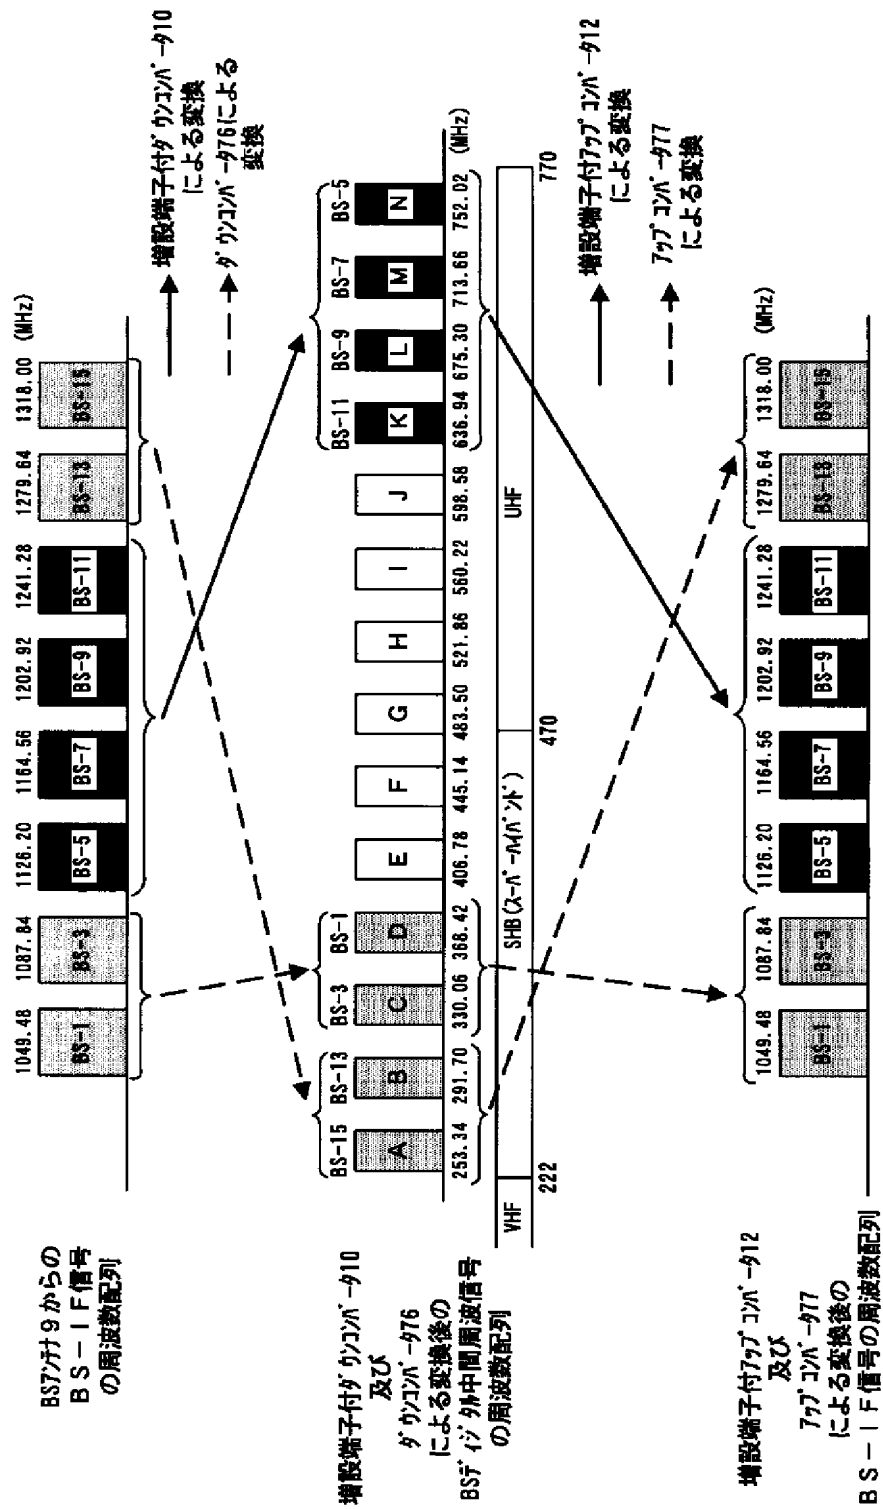 BSアンテナ9からの
BS－IF信号
の周波数配列
1049.48
1087.84
1126.20
1164.56
1202.92
1241.28
1279.64
1318.00
(MHz)
BS-1
BS-3
BS-5
BS-7
BS-9
BS-11
BS-13
BS-15
増設端子付ダウンコンバータ10
による変換
ダウンコンバータ76による
変換
増設端子付ダウンコンバータ10
及び
ダウンコンバータ76
による変換後の
BSディジタル中間周波信号
の周波数配列
BS-15
BS-13
BS-3
BS-1
BS-11
BS-9
BS-7
BS-5
A
B
C
D
E
F
G
H
I
J
K
L
M
N
253.34
291.70
330.06
368.42
406.78
445.14
483.50
521.86
560.22
598.58
636.94
675.30
713.66
752.02
(MHz)
VHF
SHB(スーパーハイバンド)
UHF
222
470
770
増設端子付アップコンバータ12
による変換
アップコンバータ77
による変換
増設端子付アップコンバータ12
及び
アップコンバータ77
による変換後の
BS－IF信号の周波数配列
1049.48
1087.84
1126.20
1164.56
1202.92
1241.28
1279.64
1318.00
(MHz)
BS-1
BS-3
BS-5
BS-7
BS-9
BS-11
BS-13
BS-15